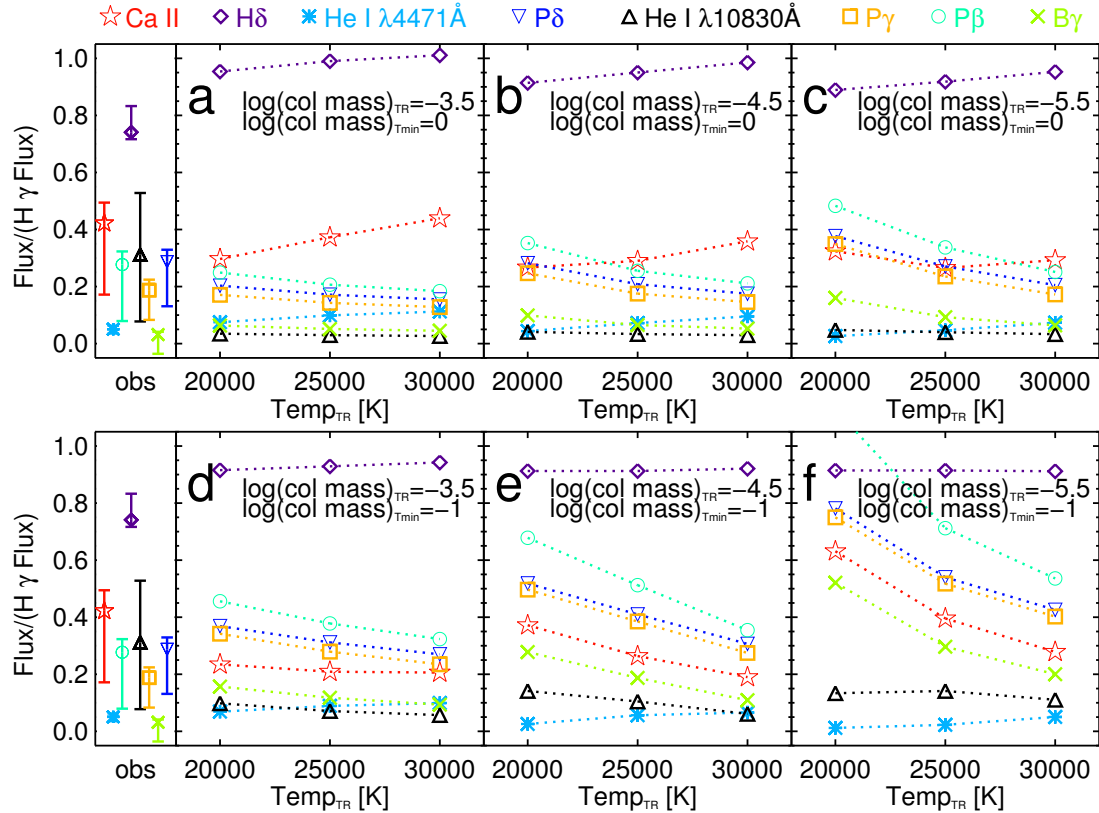 Ca II Hδ He I λ4471Å Pδ He I λ10830Å Pγ Pβ Bγ
1.0
0.8
0.6
0.4
0.2
0.0
Flux/(H γ Flux)
obs
a
log(col mass)TR=−3.5
log(col mass)Tmin=0
20000 25000 30000
TempTR [K]
b
log(col mass)TR=−4.5
log(col mass)Tmin=0
20000 25000 30000
TempTR [K]
c
log(col mass)TR=−5.5
log(col mass)Tmin=0
20000 25000 30000
TempTR [K]
1.0
0.8
0.6
0.4
0.2
0.0
Flux/(H γ Flux)
obs
d
log(col mass)TR=−3.5
log(col mass)Tmin=−1
20000 25000 30000
TempTR [K]
e
log(col mass)TR=−4.5
log(col mass)Tmin=−1
20000 25000 30000
TempTR [K]
f
log(col mass)TR=−5.5
log(col mass)Tmin=−1
20000 25000 30000
TempTR [K]